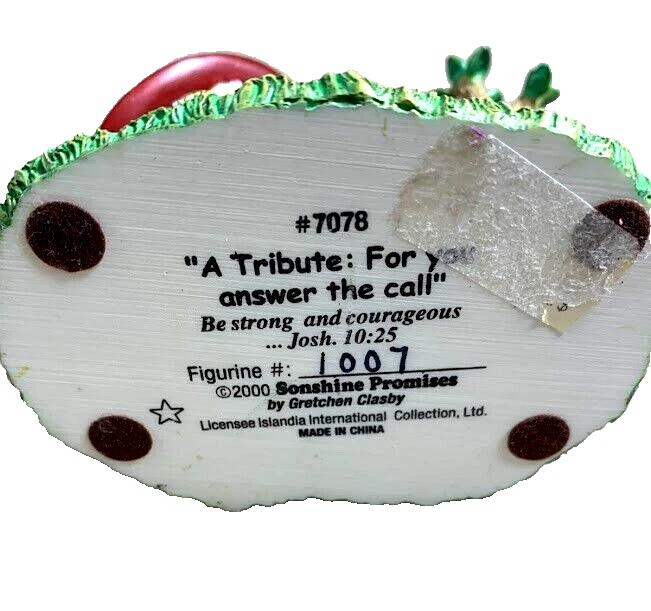 #7078
"A Tribute: For you
answer the call"
Be strong and courageous
... Josh. 10:25
Figurine #: 1007
©2000 Sonshine Promises
by Gretchen Clasby
Licensee Islandia International Collection, Ltd.
MADE IN CHINA